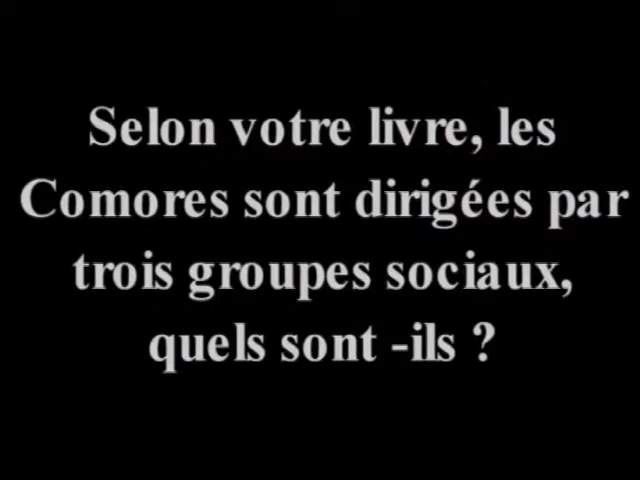 Selon votre livre, les
Comores sont dirigées par
trois groupes sociaux,
quels sont -ils ?